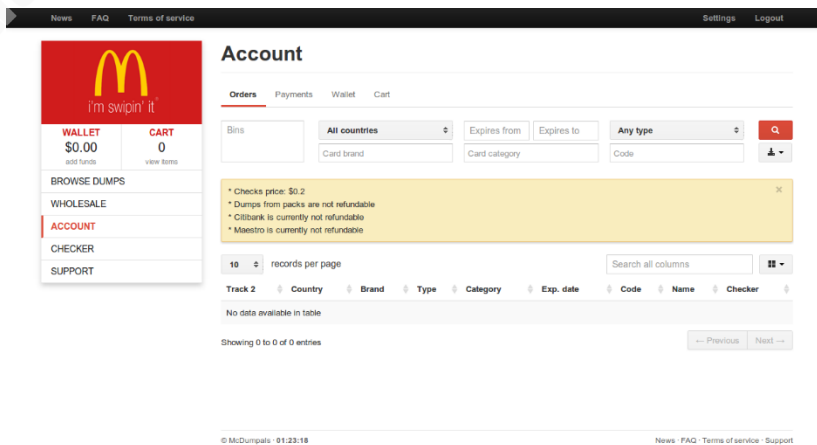 News FAQ Terms of service Settings Logout
i'm swipin' it
WALLET CART
$0.00 0
add funds view items
BROWSE DUMPS
WHOLESALE
ACCOUNT
CHECKER
SUPPORT
Account
Orders Payments Wallet Cart
Bins All countries Expires from Expires to Any type
Card brand Card category Code
* Checks price: $0.2
* Dumps from packs are not refundable
* Citibank is currently not refundable
* Maestro is currently not refundable
×
10 records per page Search all columns
Track 2 Country Brand Type Category Exp. date Code Name Checker
No data available in table
Showing 0 to 0 of 0 entries ← Previous Next →
© McDumpals · 01:23:18 News · FAQ · Terms of service · Support